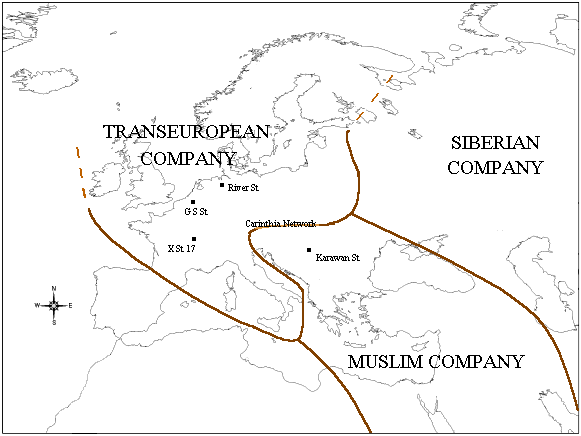 TRANSEUROPEAN
COMPANY
SIBERIAN
COMPANY
River St.
G S St.
Carinthia Network
X St. 17
Karawan St.
N
W
E
S
MUSLIM COMPANY